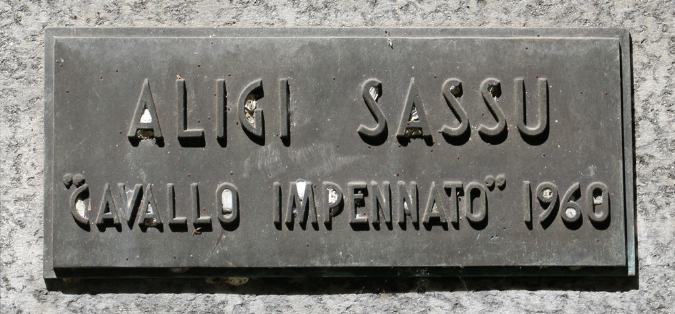 ALIGI SASSU
"CAVALLO IMPENNATO" 1960